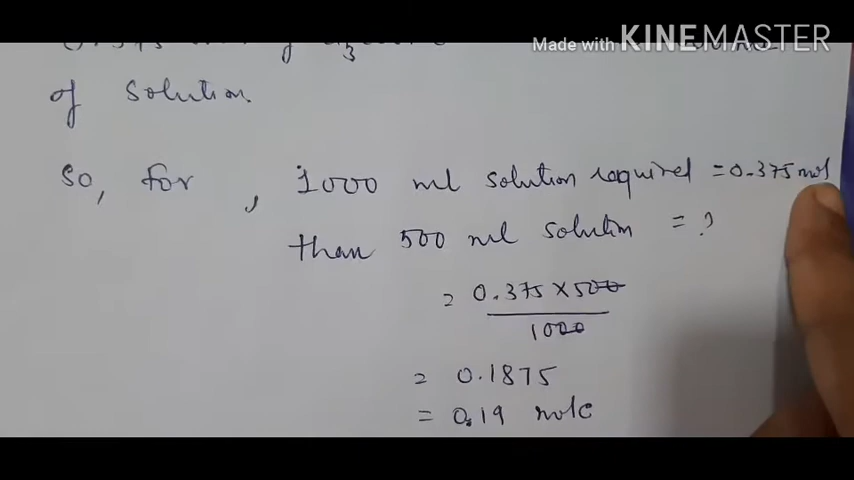 Made with KINEMASTER
of solution.
So, for, 1000 ml solution required = 0.375 mol
than 500 ml solution = ?
= 0.375 × 500
1000
= 0.1875
= 0.19 mole